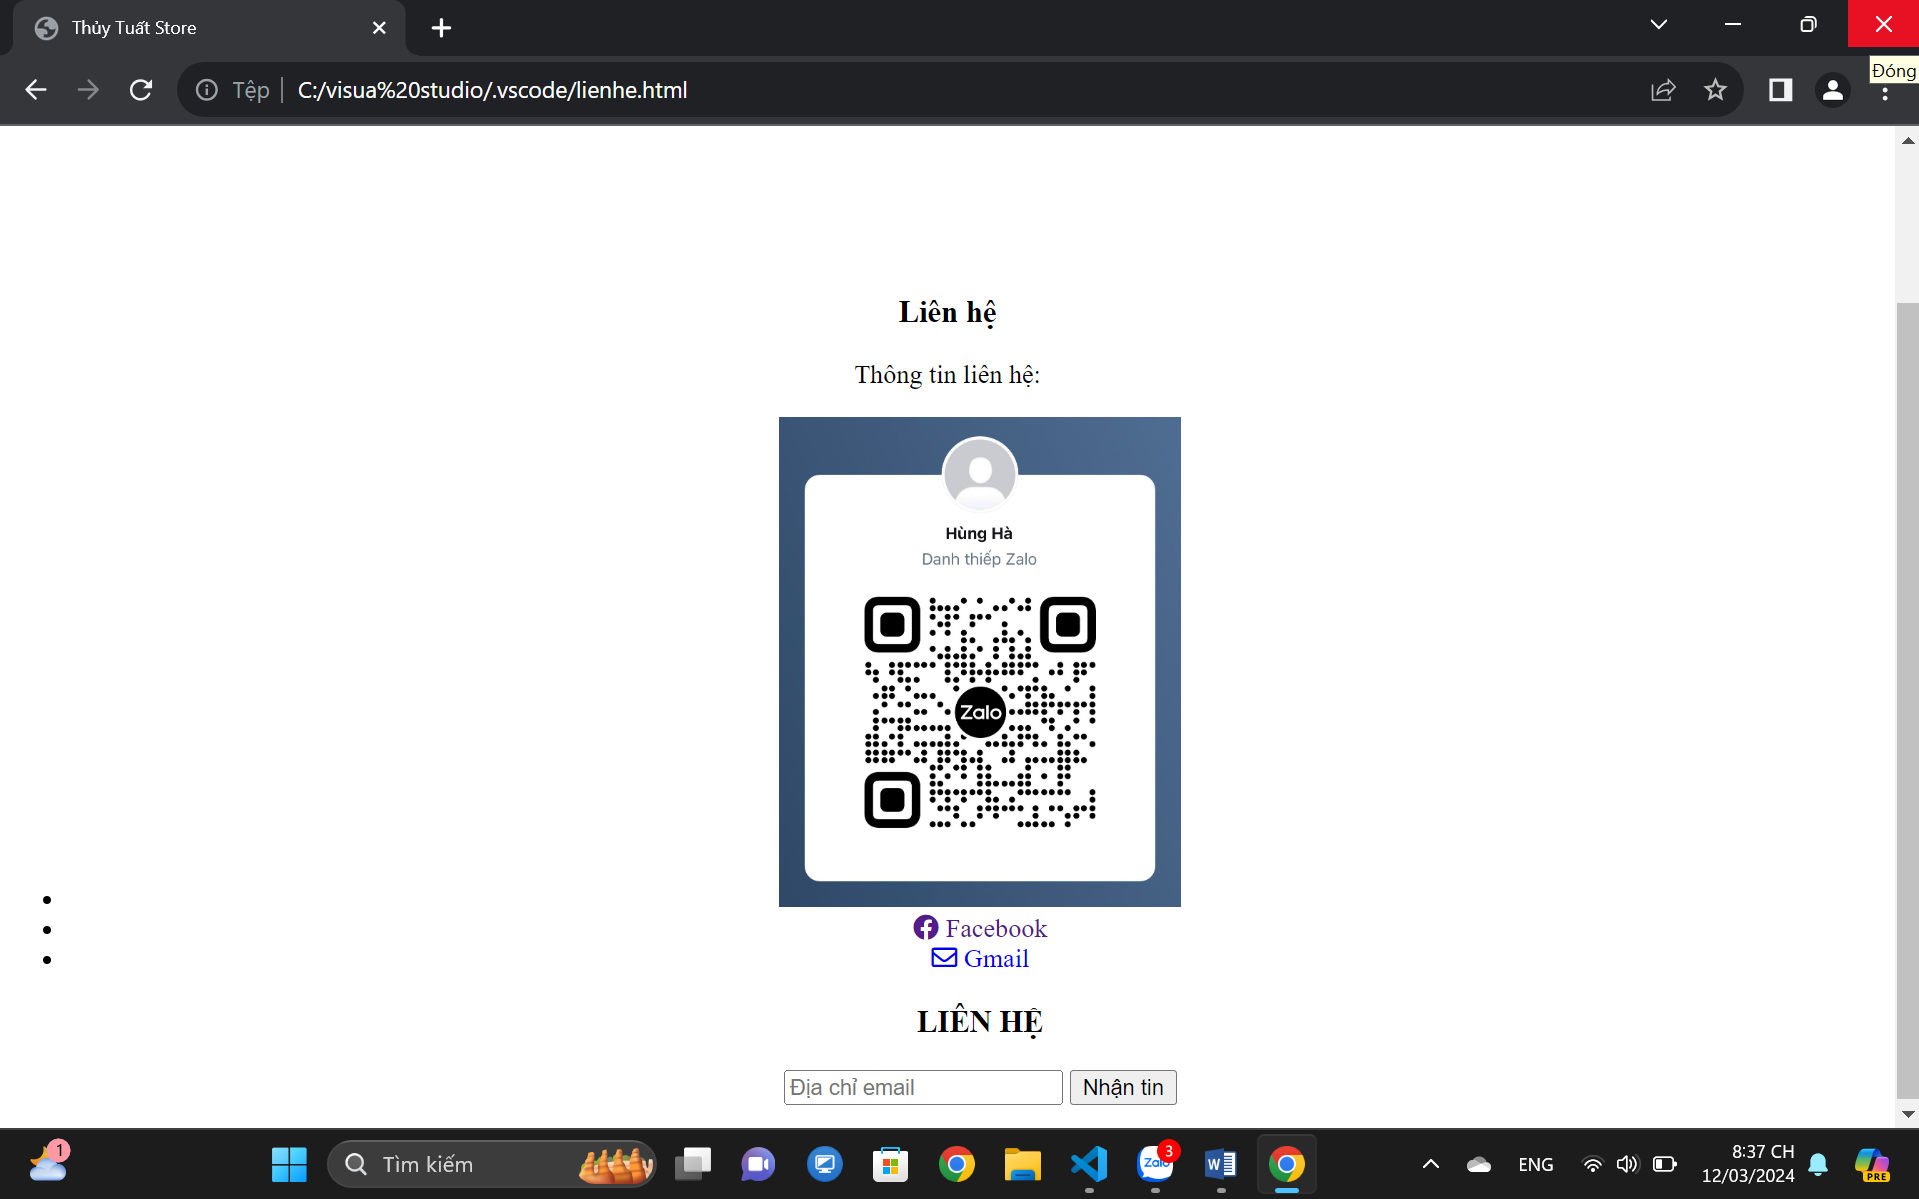 Thủy Tuất Store
Đóng
Tệp
C:/visua%20studio/.vscode/lienhe.html
Liên hệ
Thông tin liên hệ:
Hùng Hà
Danh thiếp Zalo
Zalo
Facebook
Gmail
LIÊN HỆ
Địa chỉ email
Nhận tin
1
Tìm kiếm
Zalo
3
W
ENG
8:37 CH
12/03/2024
PRE